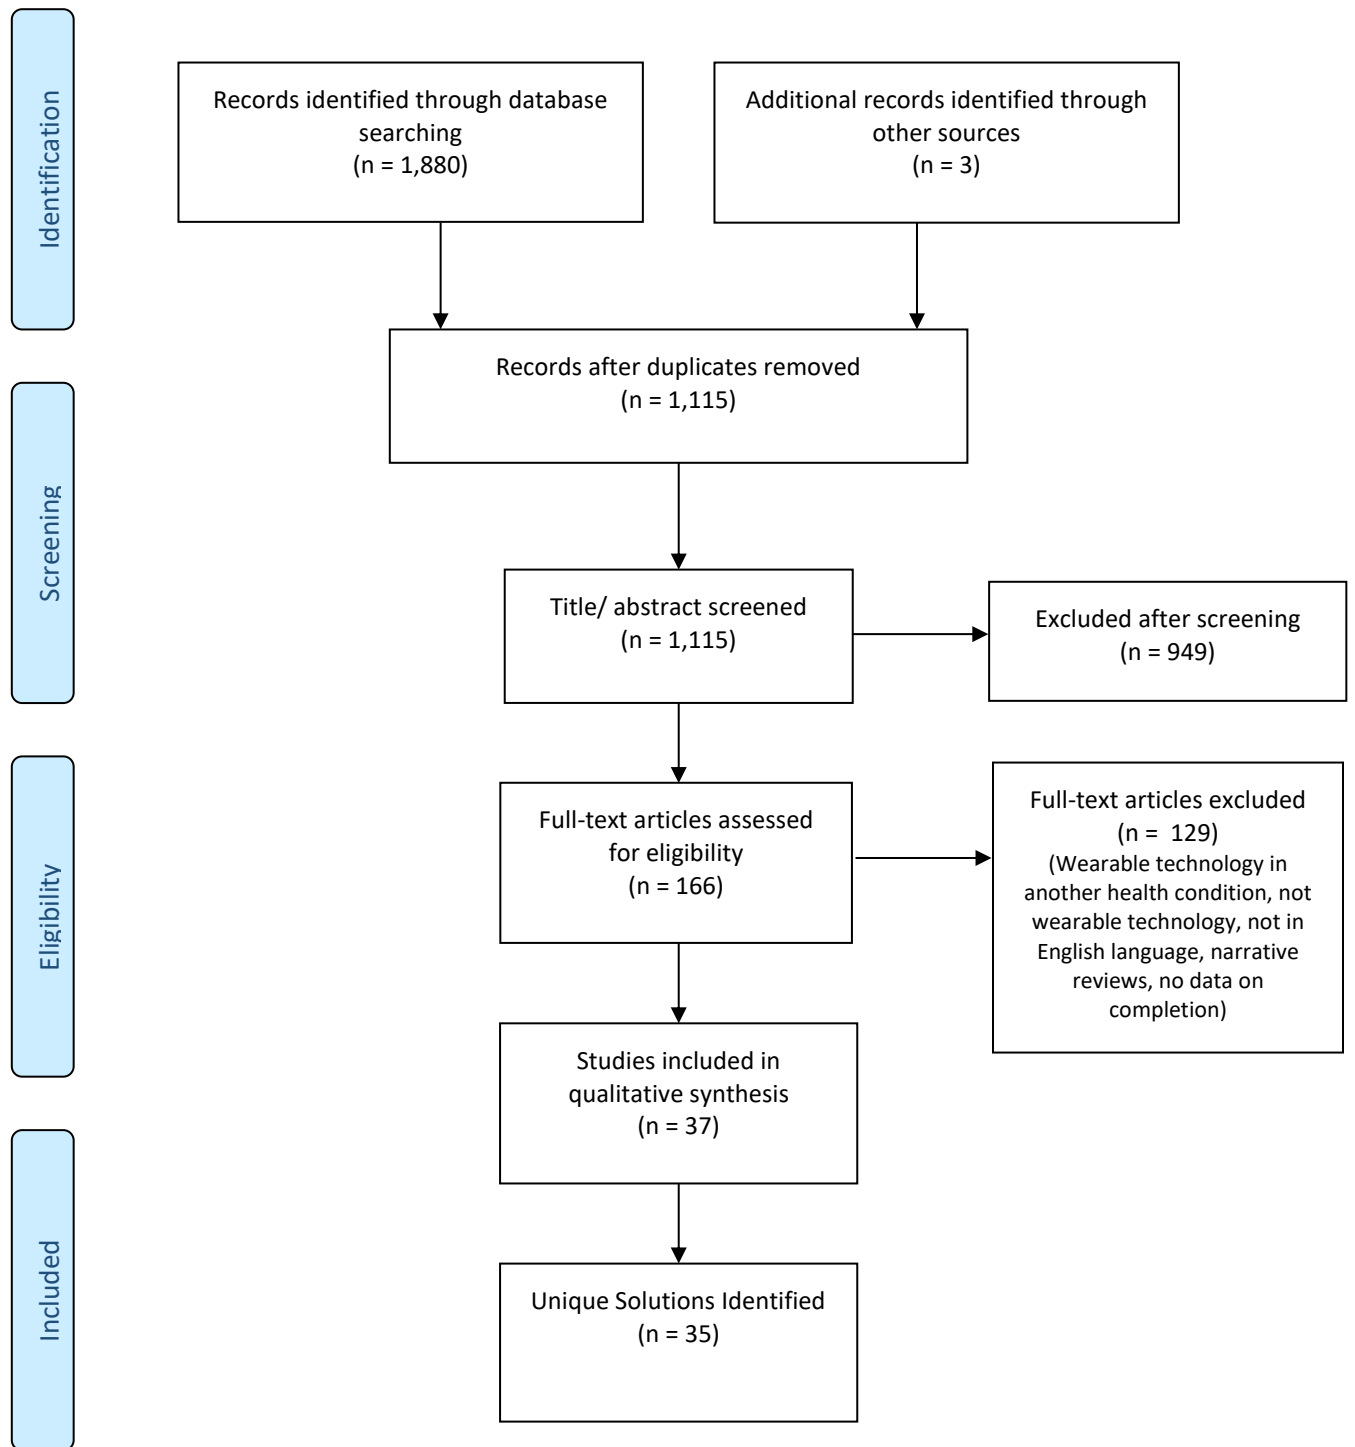 Identification
Records identified through database
searching
(n = 1,880)
Additional records identified through
other sources
(n = 3)
Records after duplicates removed
(n = 1,115)
Screening
Title/ abstract screened
(n = 1,115)
Excluded after screening
(n = 949)
Eligibility
Full-text articles assessed
for eligibility
(n = 166)
Full-text articles excluded
(n =  129)
(Wearable technology in
another health condition, not
wearable technology, not in
English language, narrative
reviews, no data on
completion)
Studies included in
qualitative synthesis
(n = 37)
Included
Unique Solutions Identified
(n = 35)